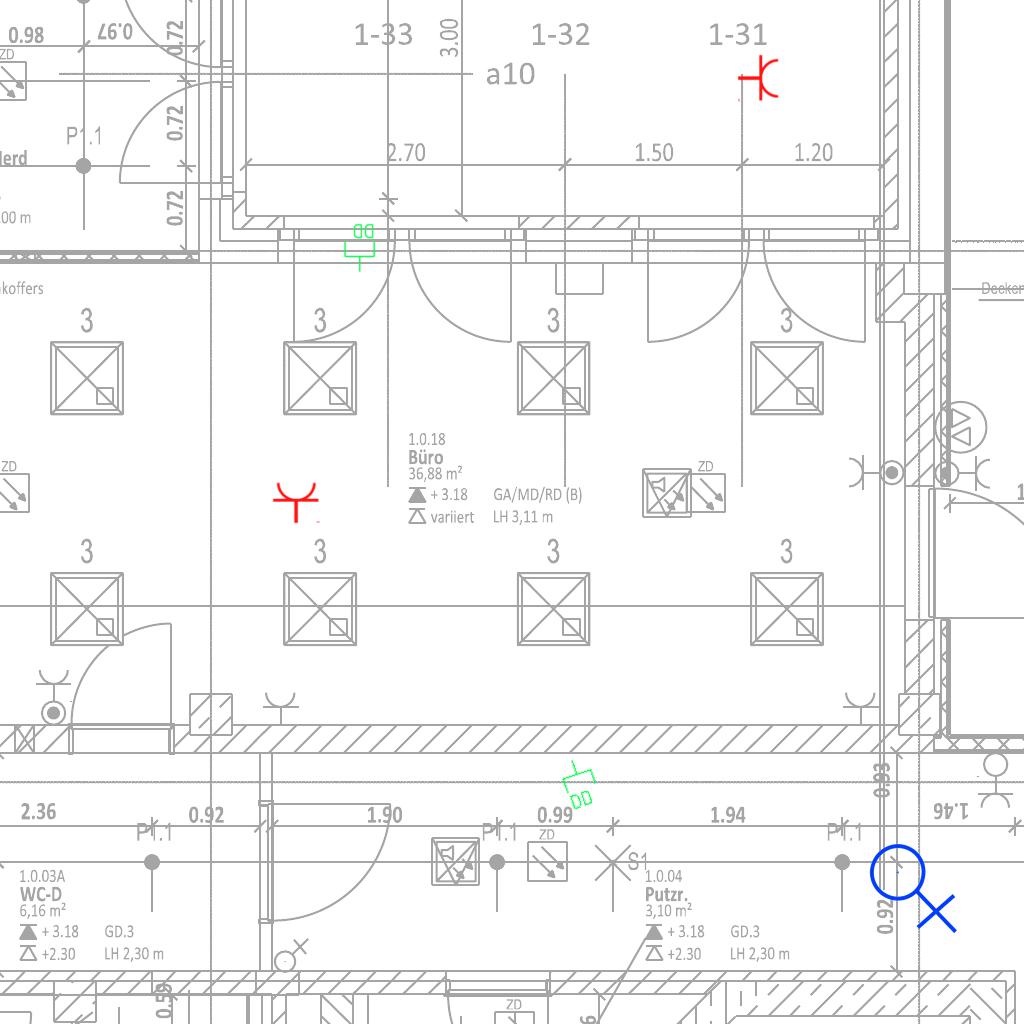 0.98
0.97
0.72
3.00
1-33
1-32
1-31
ZD
a10
0.72
P1.1
2.70
1.50
1.20
0.72
DD
3
3
3
3
1.0.18
Büro
36,88 m²
+ 3.18
GA/MD/RD (B)
variiert
LH 3,11 m
ZD
ZD
3
3
3
3
0.93
2.36
0.92
1.90
0.99
1.94
1.46
DD
P1.1
P1.1
P1.1
ZD
S1
1.0.03A
WC-D
6,16 m²
+ 3.18
GD.3
+2.30
LH 2,30 m
1.0.04
Putzr.
3,10 m²
+ 3.18
GD.3
+2.30
LH 2,30 m
0.92
0.59
ZD